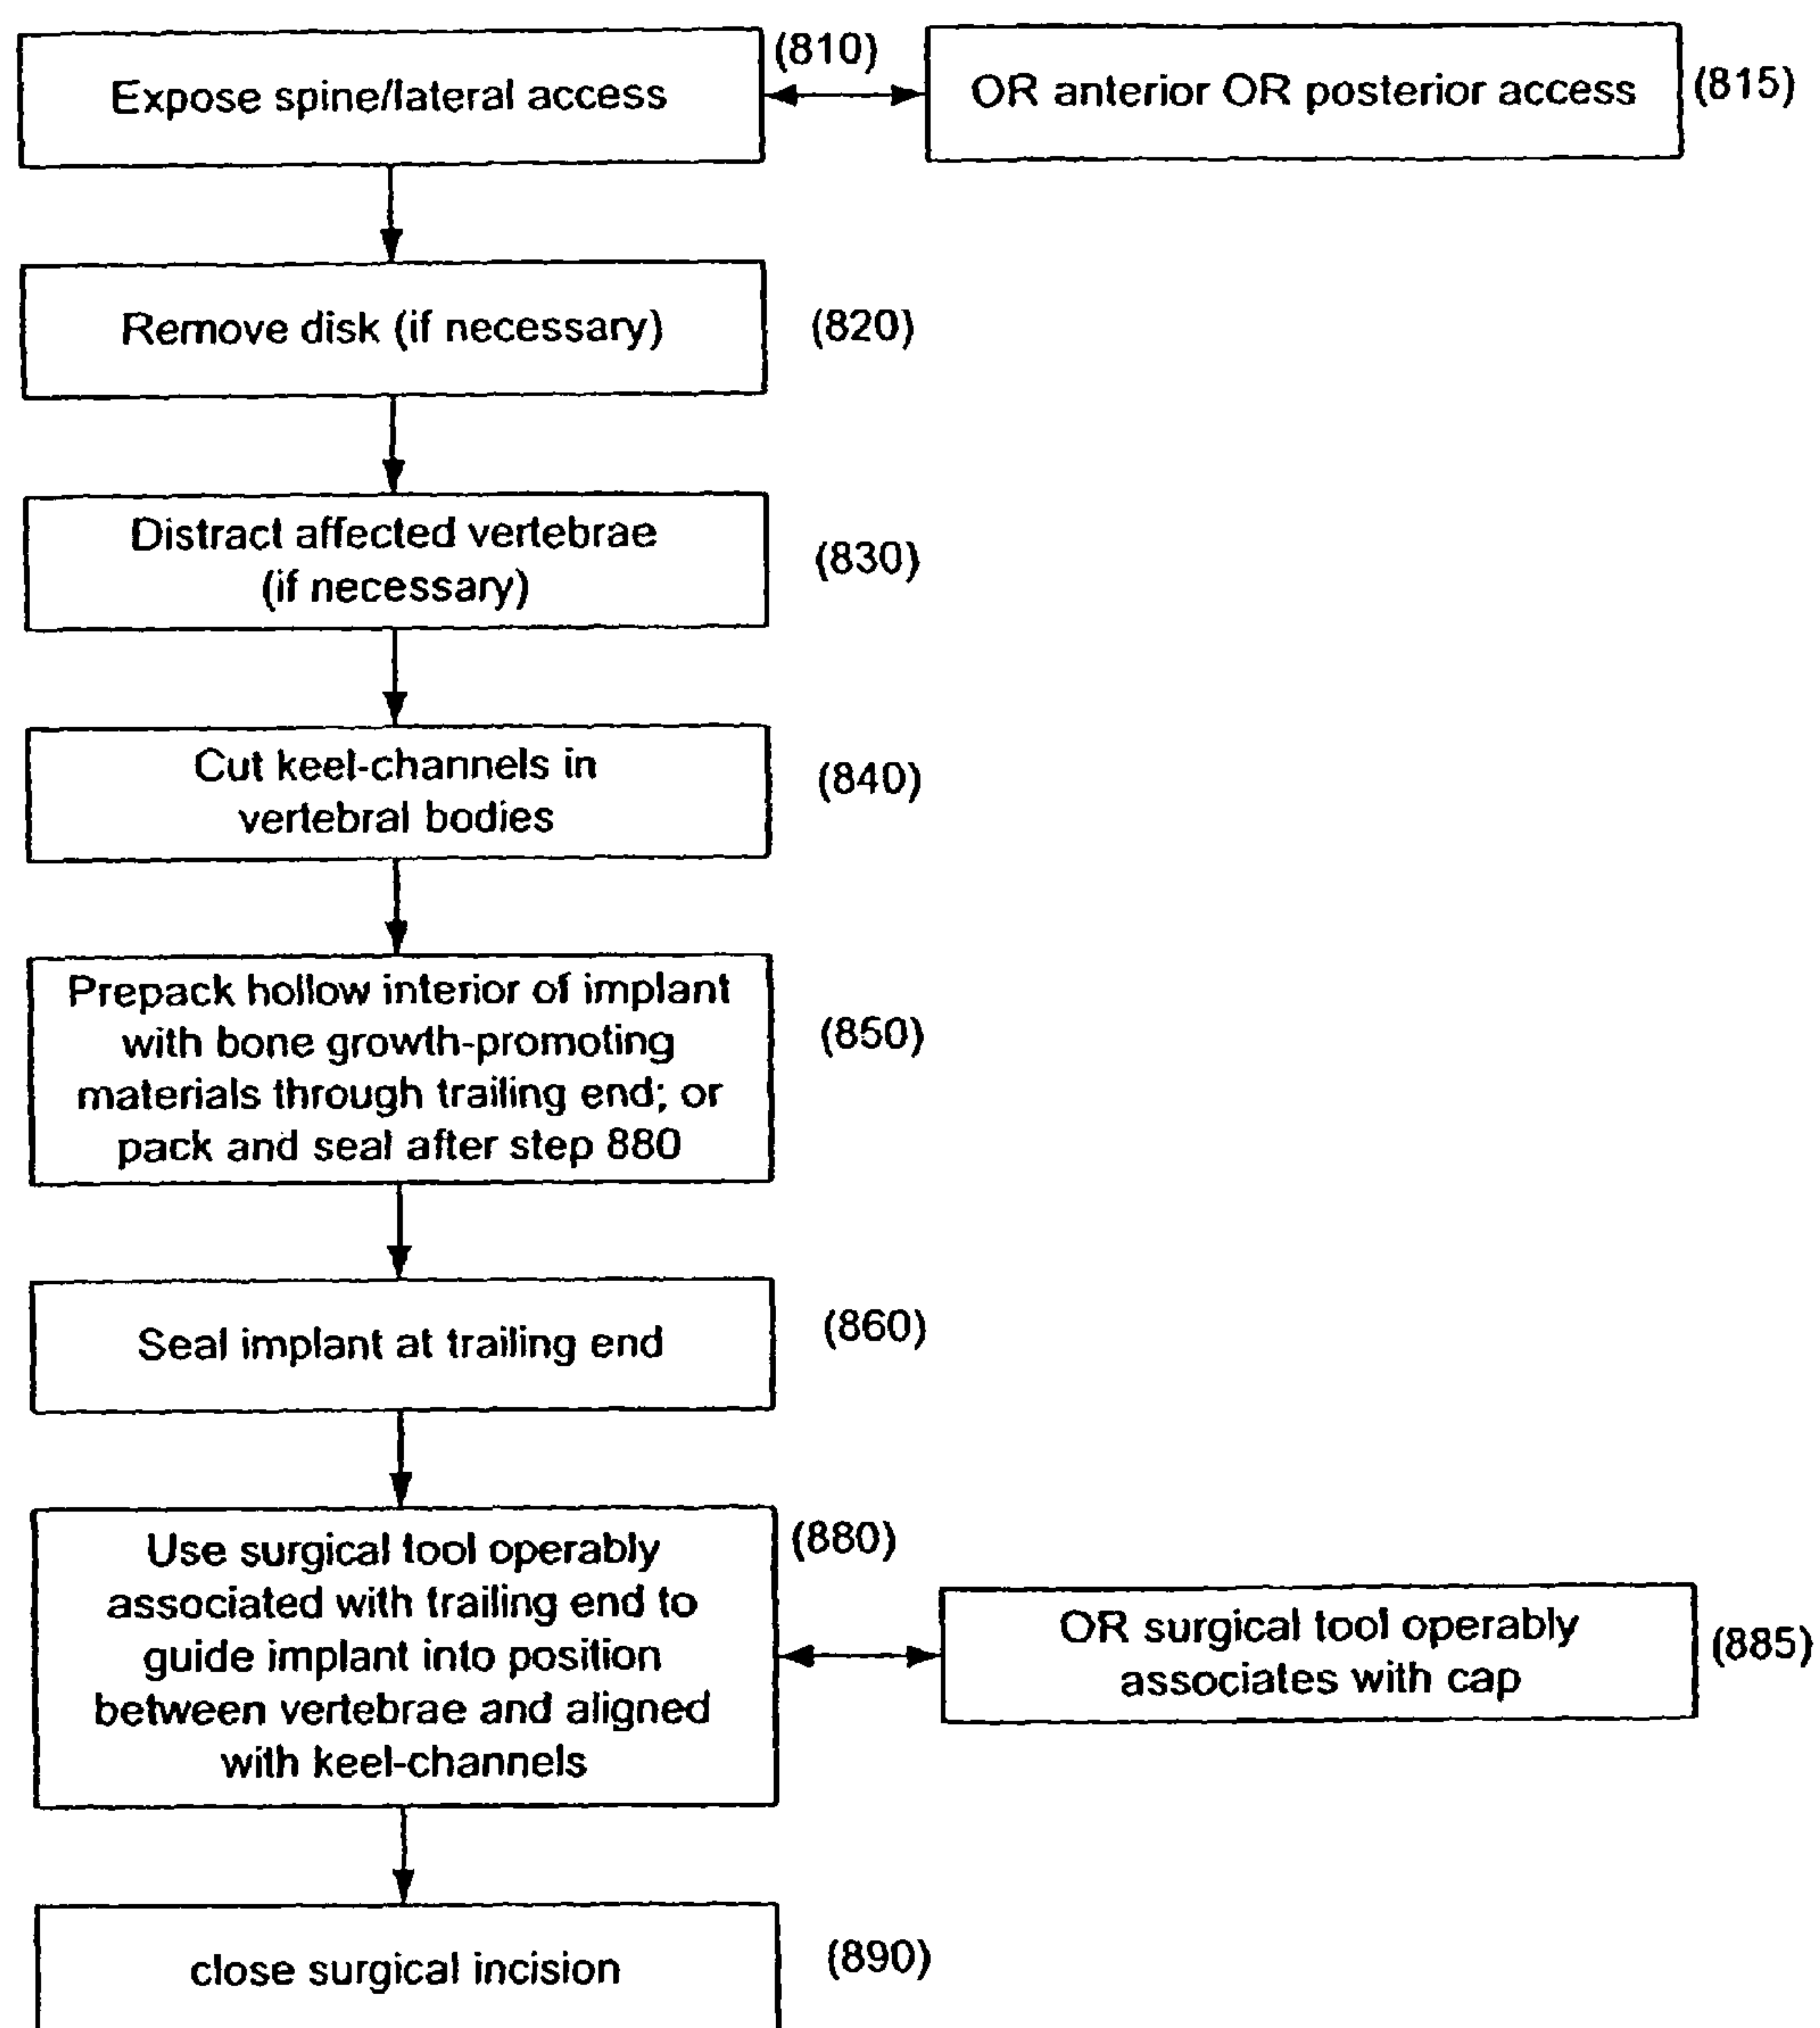 Expose spine/lateral access
(810)
OR anterior OR posterior access
(815)
Remove disk (if necessary)
(820)
Distract affected vertebrae
(if necessary)
(830)
Cut keel-channels in
vertebral bodies
(840)
Prepack hollow interior of implant
with bone growth-promoting
materials through trailing end; or
pack and seal after step 880
(850)
Seal implant at trailing end
(860)
Use surgical tool operably
associated with trailing end to
guide implant into position
between vertebrae and aligned
with keel-channels
(880)
OR surgical tool operably
associates with cap
(885)
close surgical incision
(890)